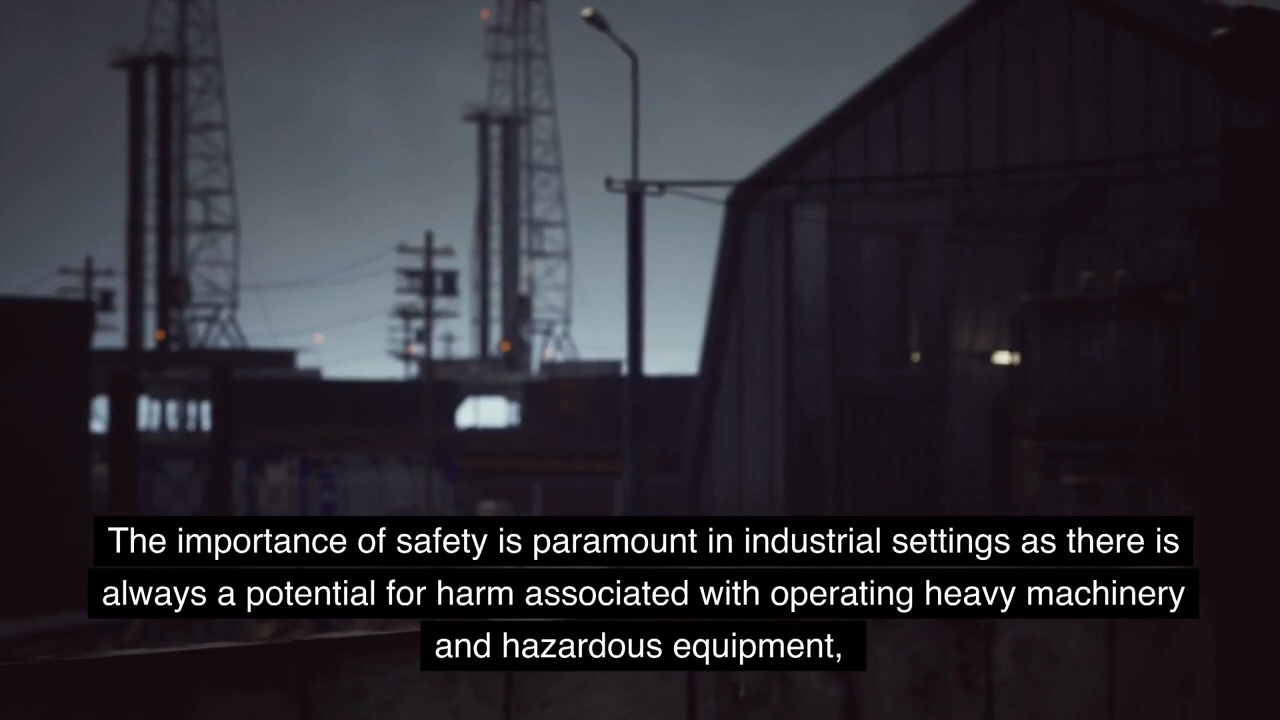 The importance of safety is paramount in industrial settings as there is
always a potential for harm associated with operating heavy machinery
and hazardous equipment,